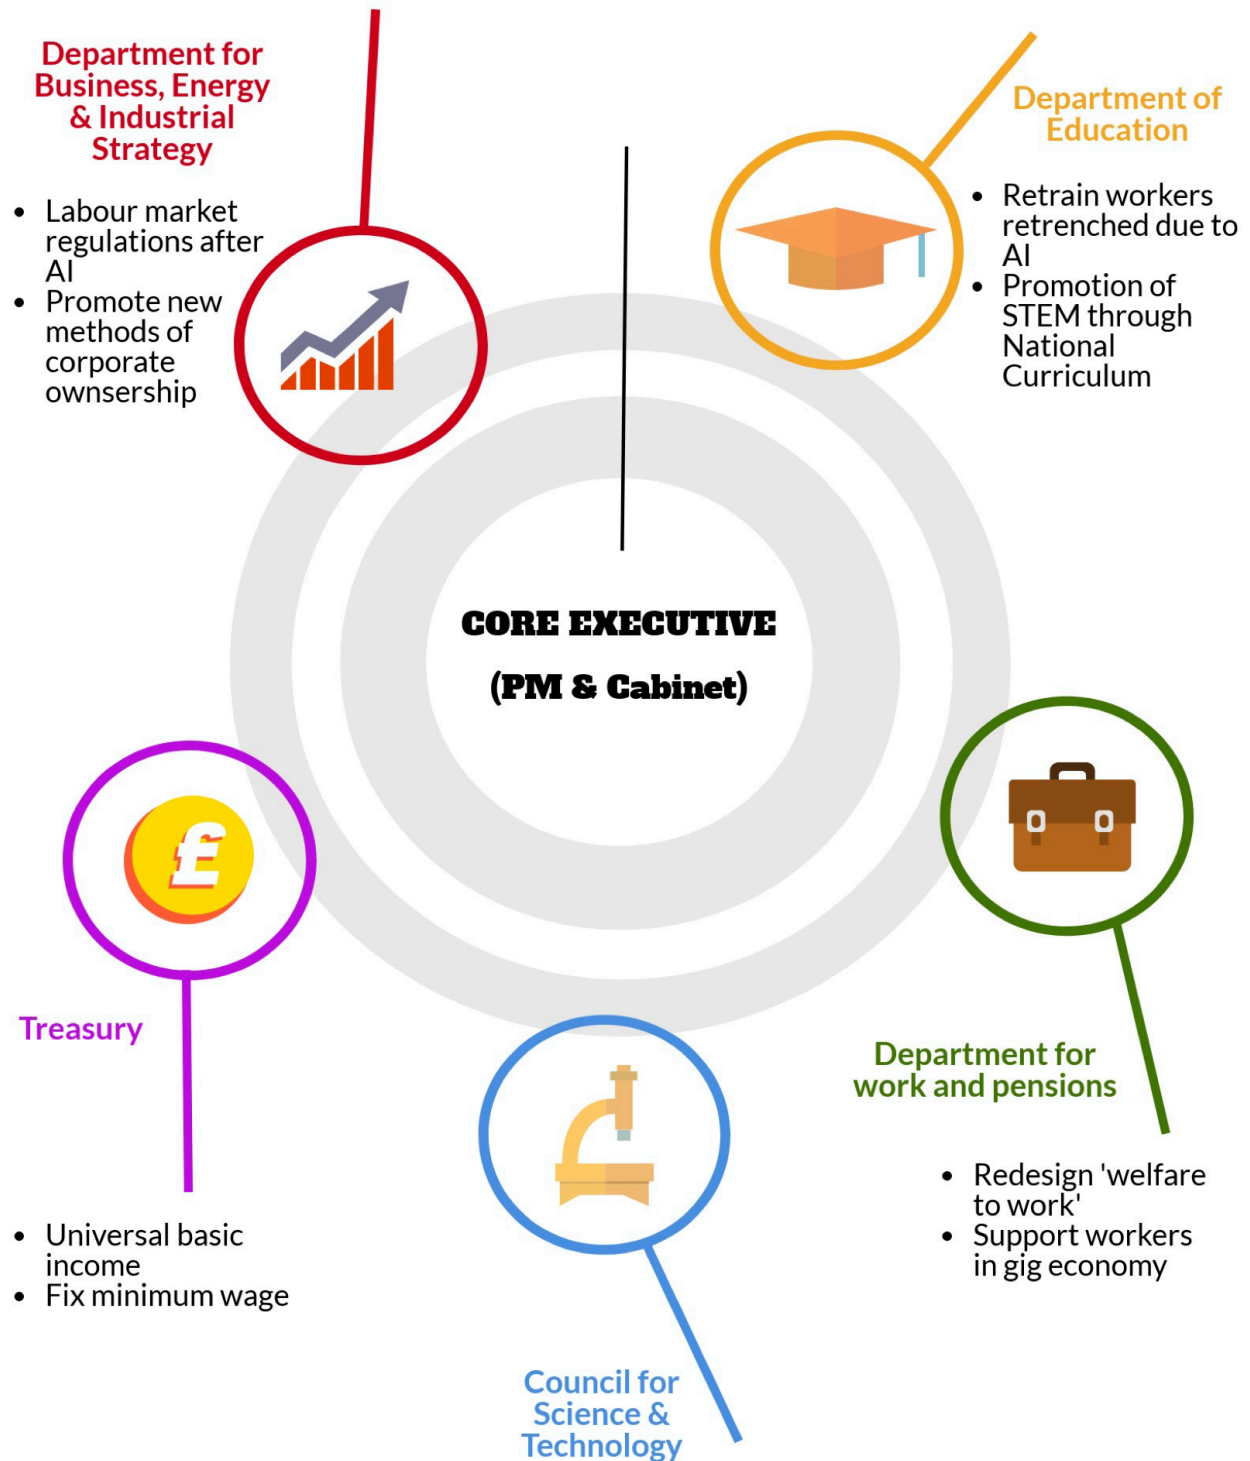 Department for
Business, Energy
& Industrial
Strategy
• Labour market
regulations after
AI
• Promote new
methods of
corporate
ownsership
Department of
Education
• Retrain workers
retrenched due to
AI
• Promotion of
STEM through
National
Curriculum
CORE EXECUTIVE
(PM & Cabinet)
£
Treasury
• Universal basic
income
• Fix minimum wage
Department for
work and pensions
• Redesign 'welfare
to work'
• Support workers
in gig economy
Council for
Science &
Technology